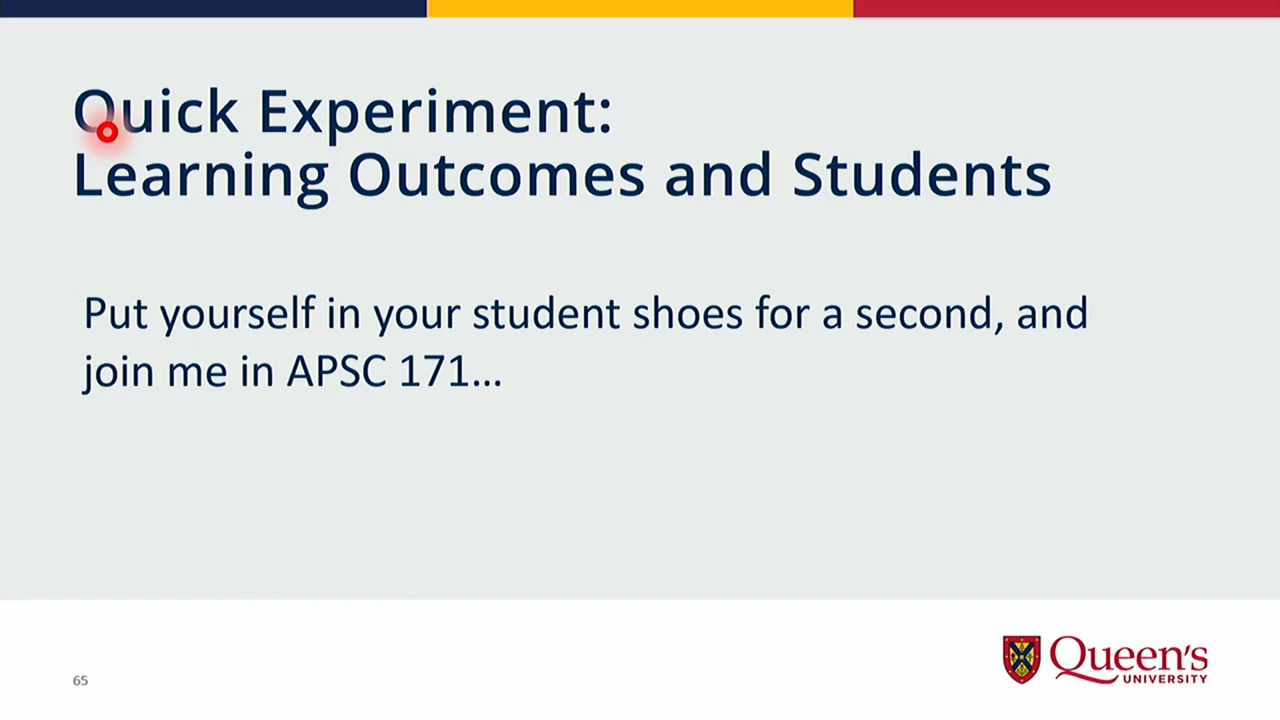 Quick Experiment:
Learning Outcomes and Students
Put yourself in your student shoes for a second, and
join me in APSC 171...
65
Queen's
UNIVERSITY